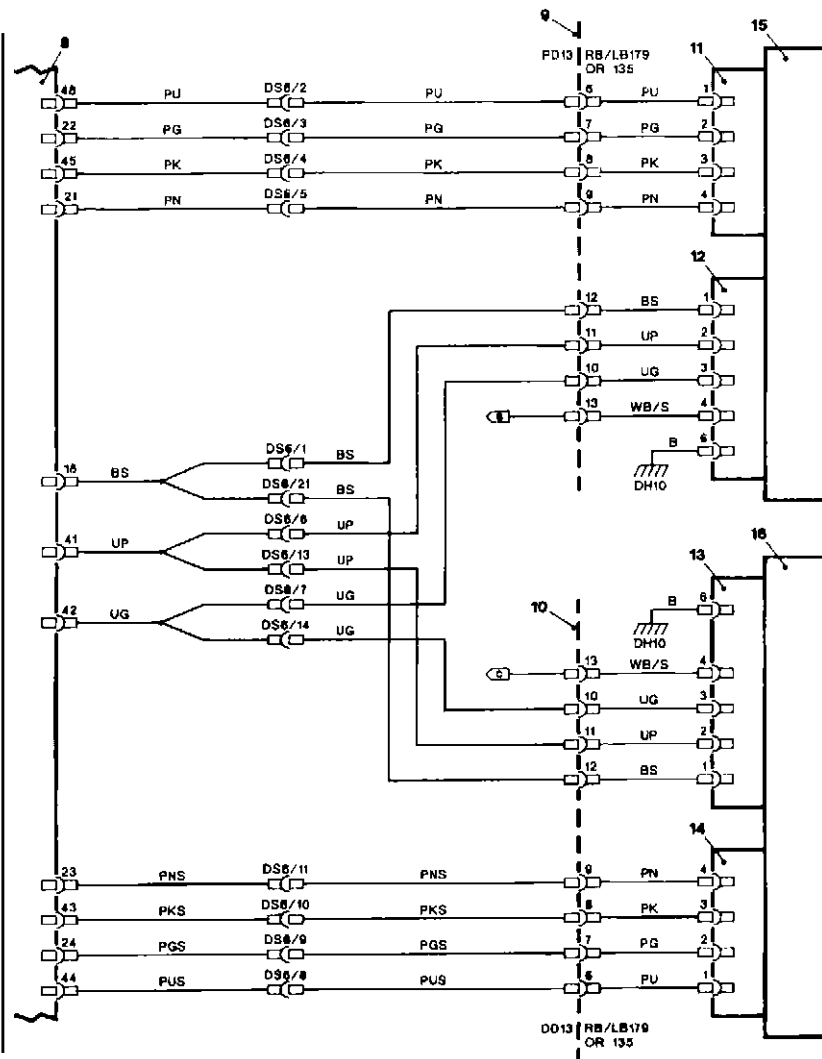 8 9 15
PD13 RB/LB179
OR 135
11
48 PU DS6/2 PU 6 PU 1
22 PG DS6/3 PG 7 PG 2
45 PK DS6/4 PK 8 PK 3
21 PN DS6/5 PN 9 PN 4
12
12 BS 1
11 UP 2
10 UG 3
13 WB/S 4
B 6
DH10
DS6/1 BS
BS
DS6/21 BS
DS6/6 UP
41 UP
DS6/13 UP
DS6/7 UG
42 UG
DS6/14 UG
13 16
10
B 6
DH10
C 13 WB/S 4
10 UG 3
11 UP 2
12 BS 1
14
23 PNS DS6/11 PNS 9 PN 4
43 PKS DS6/10 PKS 8 PK 3
24 PGS DS6/9 PGS 7 PG 2
44 PUS DS6/8 PUS 6 PU 1
DD13 RB/LB179
OR 135